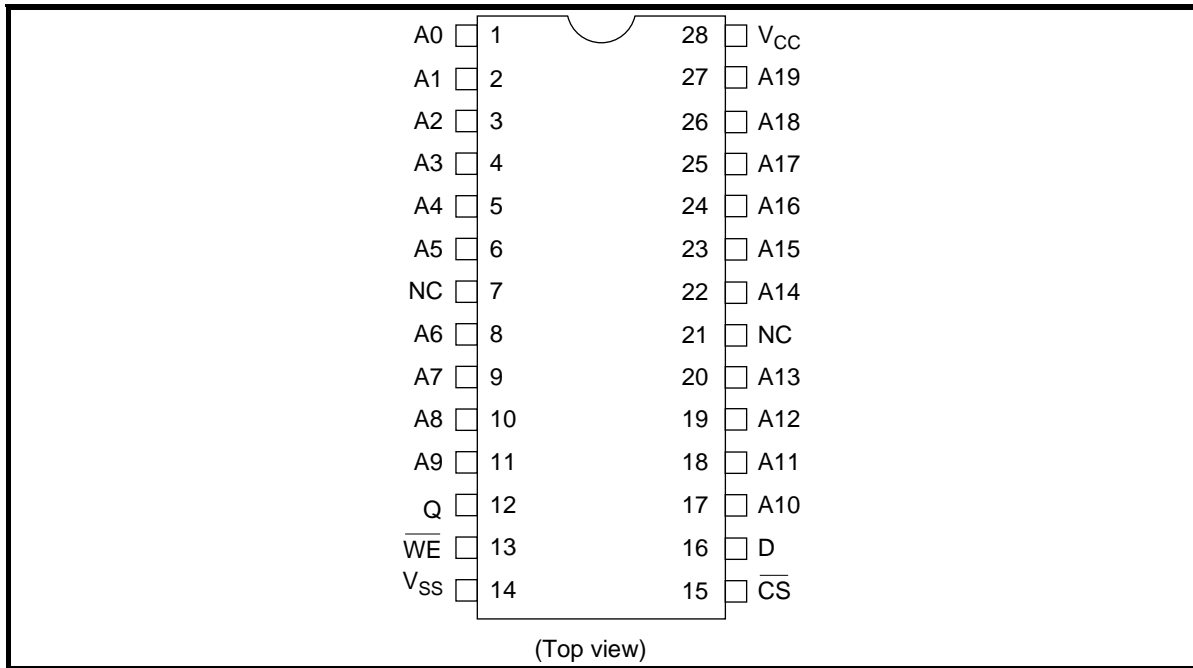 A0 1 28 VCC
A1 2 27 A19
A2 3 26 A18
A3 4 25 A17
A4 5 24 A16
A5 6 23 A15
NC 7 22 A14
A6 8 21 NC
A7 9 20 A13
A8 10 19 A12
A9 11 18 A11
Q 12 17 A10
W̅E̅ 13 16 D
VSS 14 15 C̅S̅
(Top view)